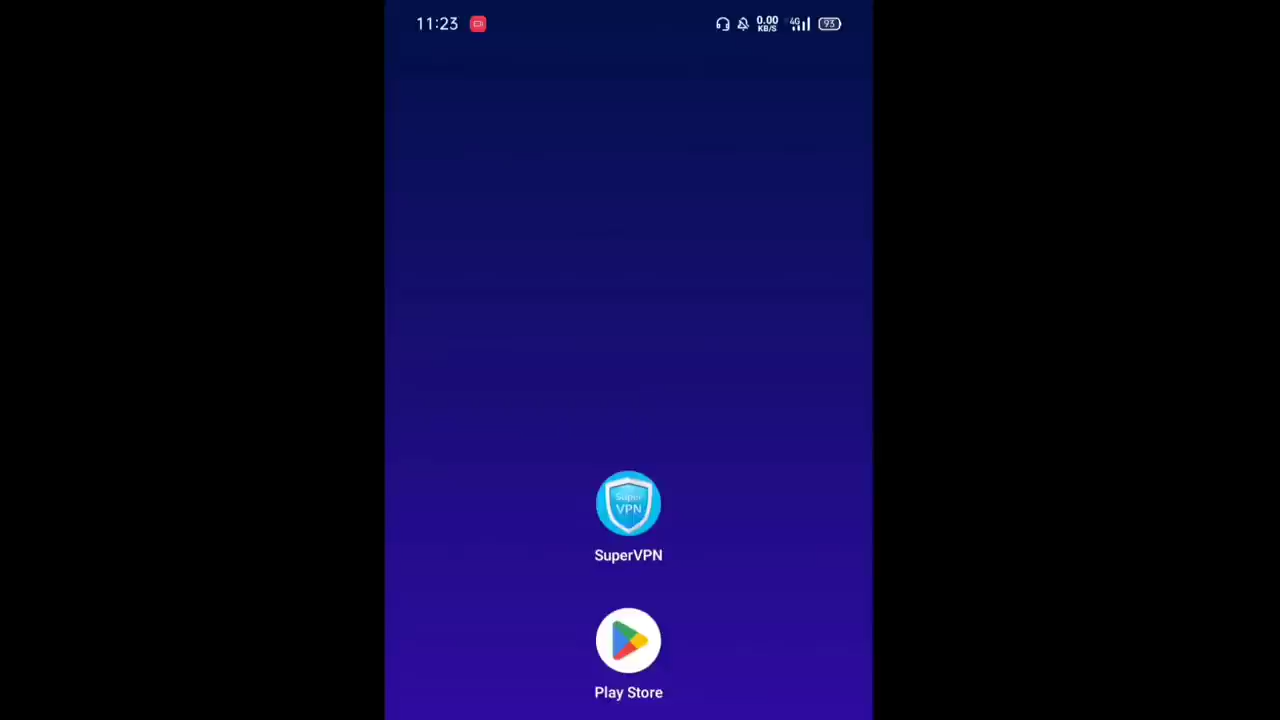 11:23
0.00
KB/S
4G
93
Super
VPN
SuperVPN
Play Store